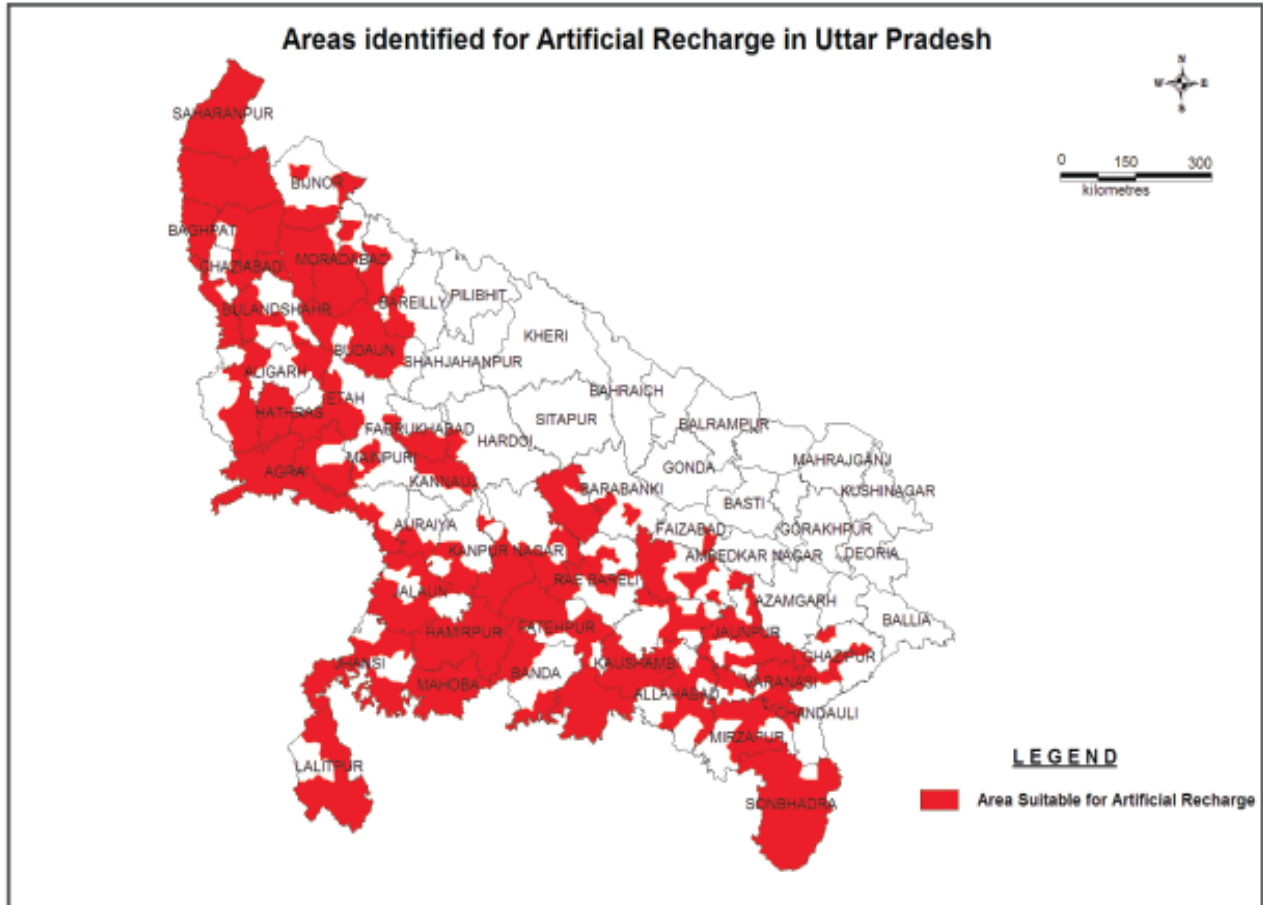 Areas identified for Artificial Recharge in Uttar Pradesh
N
W E
S
0 150 300
kilometres
SAHARANPUR
BIJNOR
BAGHPAT
GHAZIABAD
MORADABAD
BULANDSHAHR
BAREILLY
PILIBHIT
KHERI
BUDAUN
SHAHJAHANPUR
ALIGARH
BAHRAICH
ETAH
HATHRAS
SITAPUR
BALRAMPUR
FARRUKHABAD
HARDOI
MAINPURI
GONDA
MAHRAJGANJ
AGRA
KANNAUJ
BARABANKI
KUSHINAGAR
BASTI
AURAIYA
FAIZABAD
GORAKHPUR
KANPUR NAGAR
AMBEDKAR NAGAR
DEORIA
RAE BARELI
JALAUN
AZAMGARH
BALLIA
HAMIRPUR
FATEHPUR
JAUNPUR
GHAZIPUR
JHANSI
BANDA
KAUSHAMBI
MAHOBA
VARANASI
ALLAHABAD
CHANDAULI
MIRZAPUR
LALITPUR
SONBHADRA
LEGEND
Area Suitable for Artificial Recharge